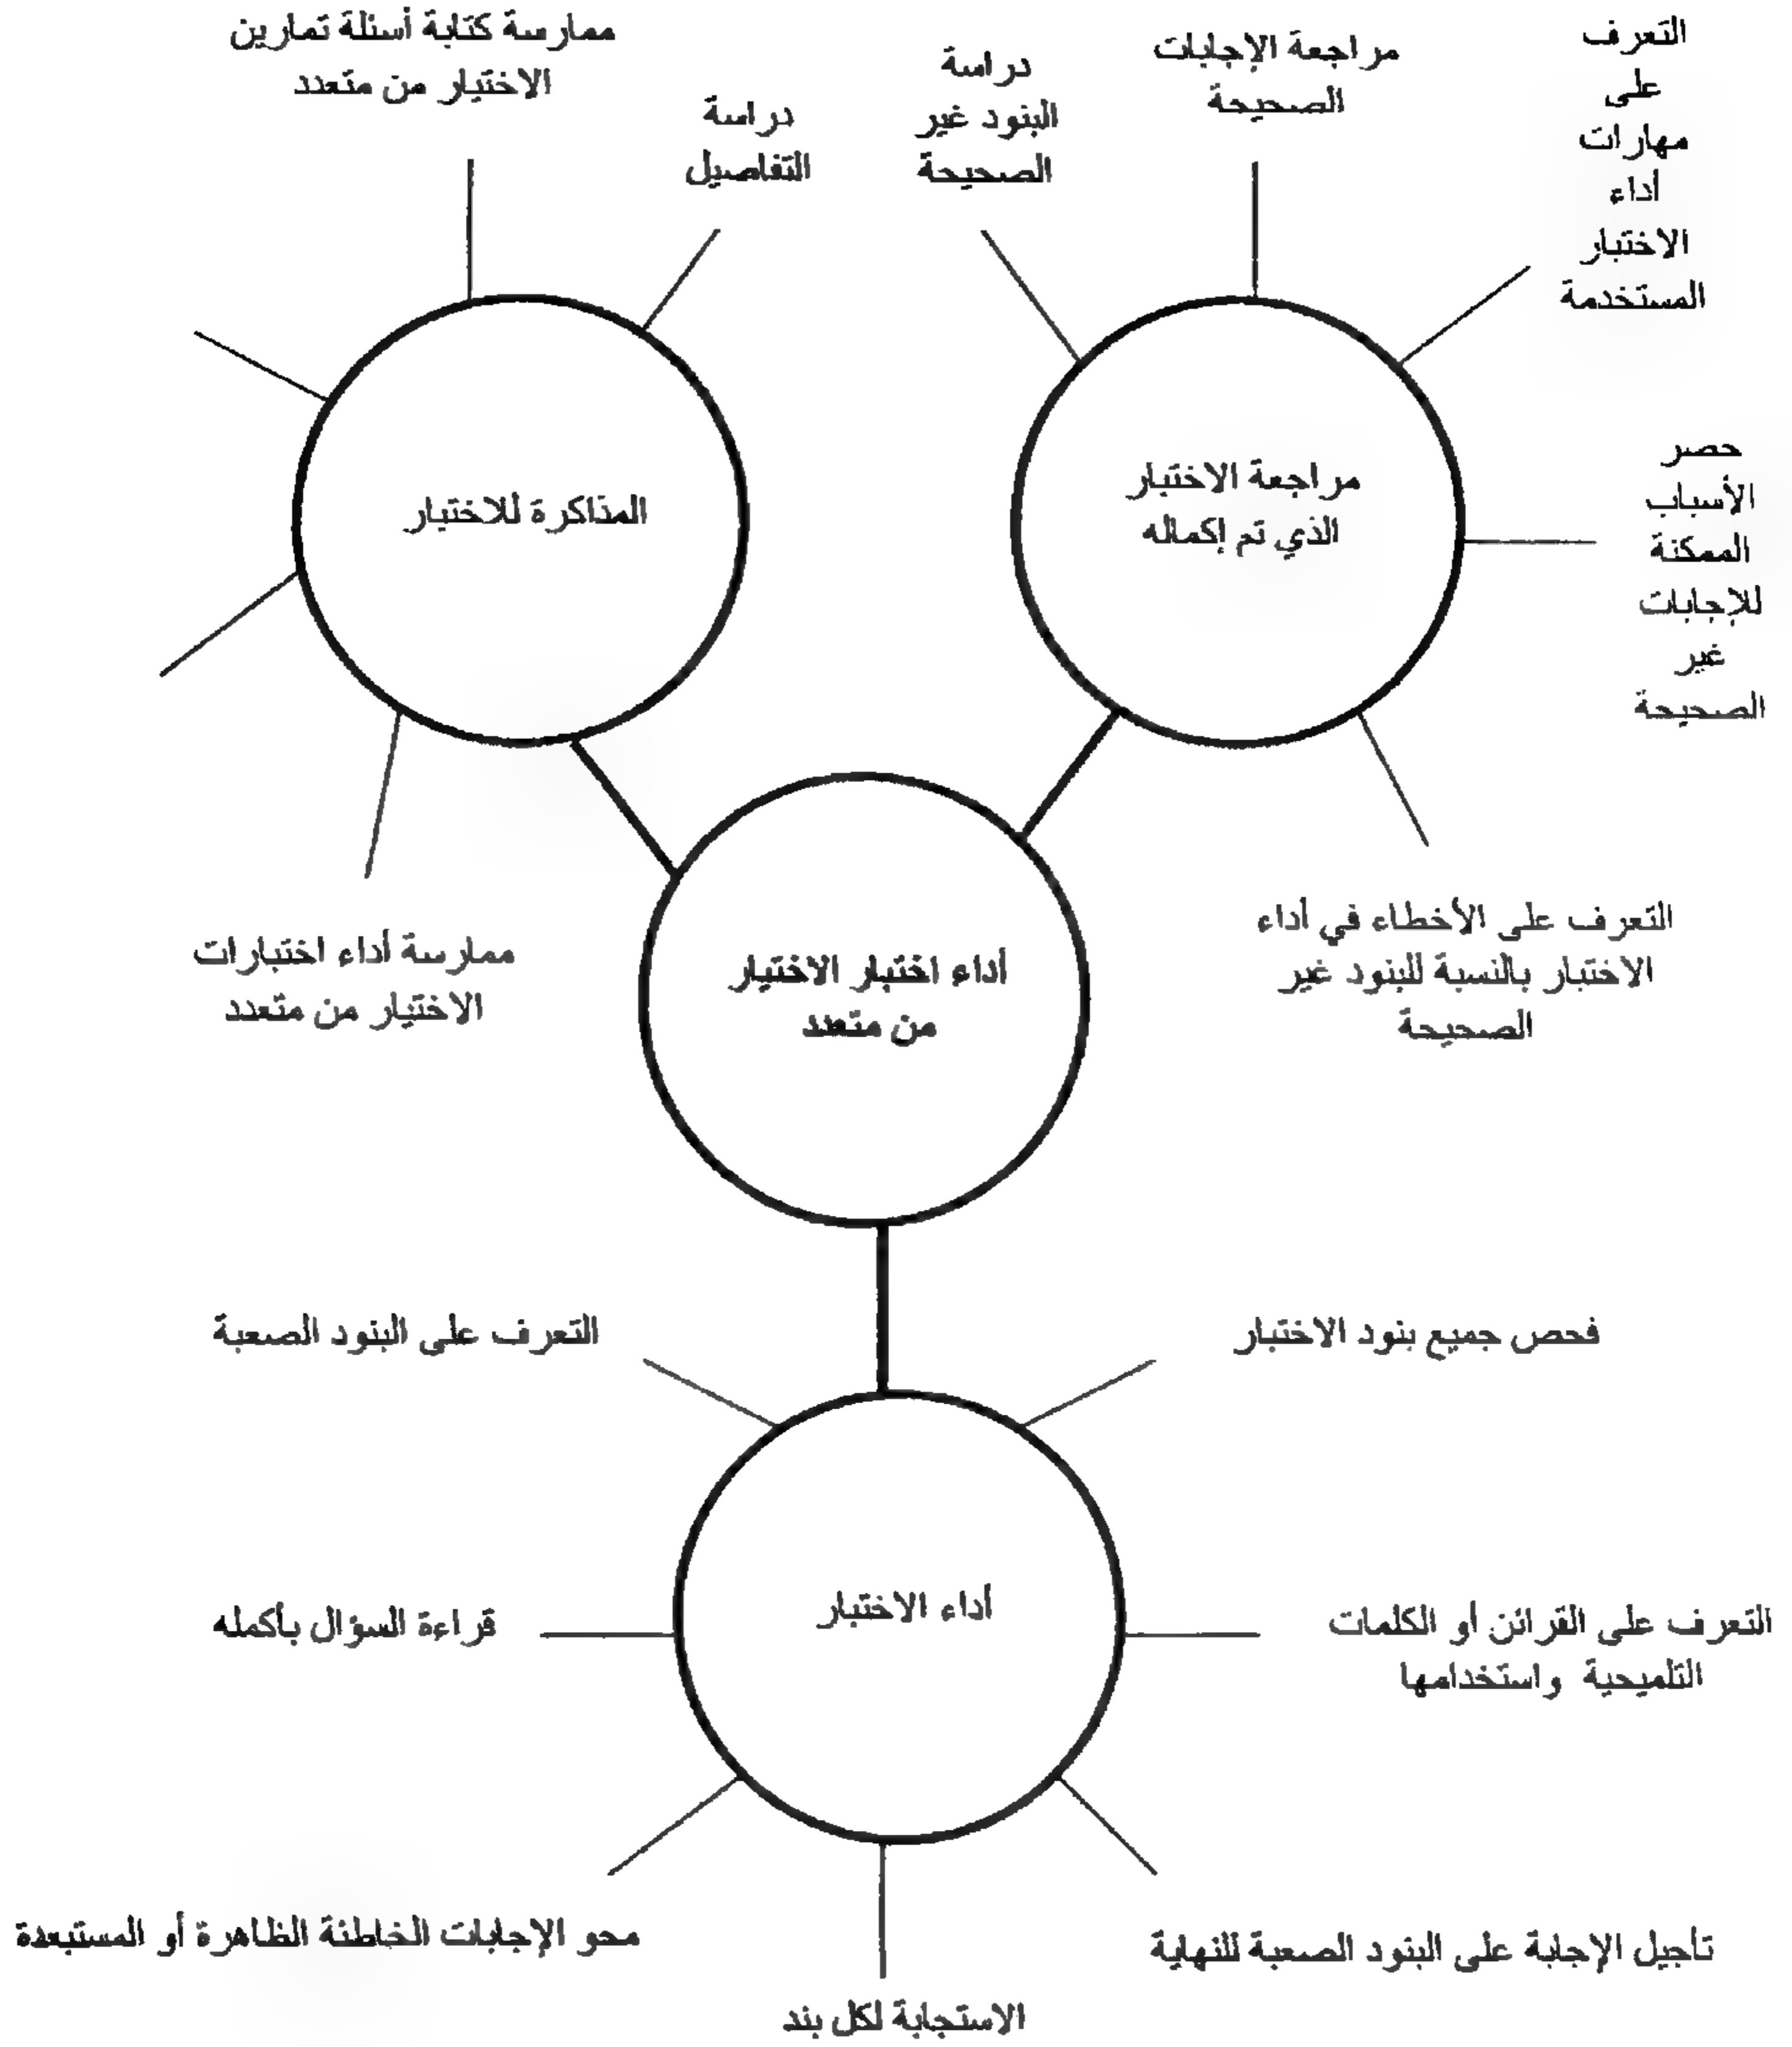 ممارسة كتابة أسئلة تمارين
الاختيار من متعدد
دراسة
التفاصيل
دراسة
البنود غير
الصحيحة
مراجعة الإجابات
الصحيحة
التعرف
على
مهارات
أداء
الاختبار
المستخدمة
المذاكرة للاختبار
مراجعة الاختبار
الذي تم إكماله
حصر
الأسباب
الممكنة
للإجابات
غير
الصحيحة
ممارسة أداء اختبارات
الاختيار من متعدد
أداء اختبار الاختيار
من متعدد
التعرف على الأخطاء في أداء
الاختبار بالنسبة للبنود غير
الصحيحة
التعرف على البنود الصعبة
فحص جميع بنود الاختبار
قراءة السؤال بأكمله
أداء الاختبار
التعرف على القرائن أو الكلمات
التلميحية واستخدامها
محو الإجابات الخاطئة الظاهرة أو المستبعدة
تأجيل الإجابة على البنود الصعبة للنهاية
الاستجابة لكل بند